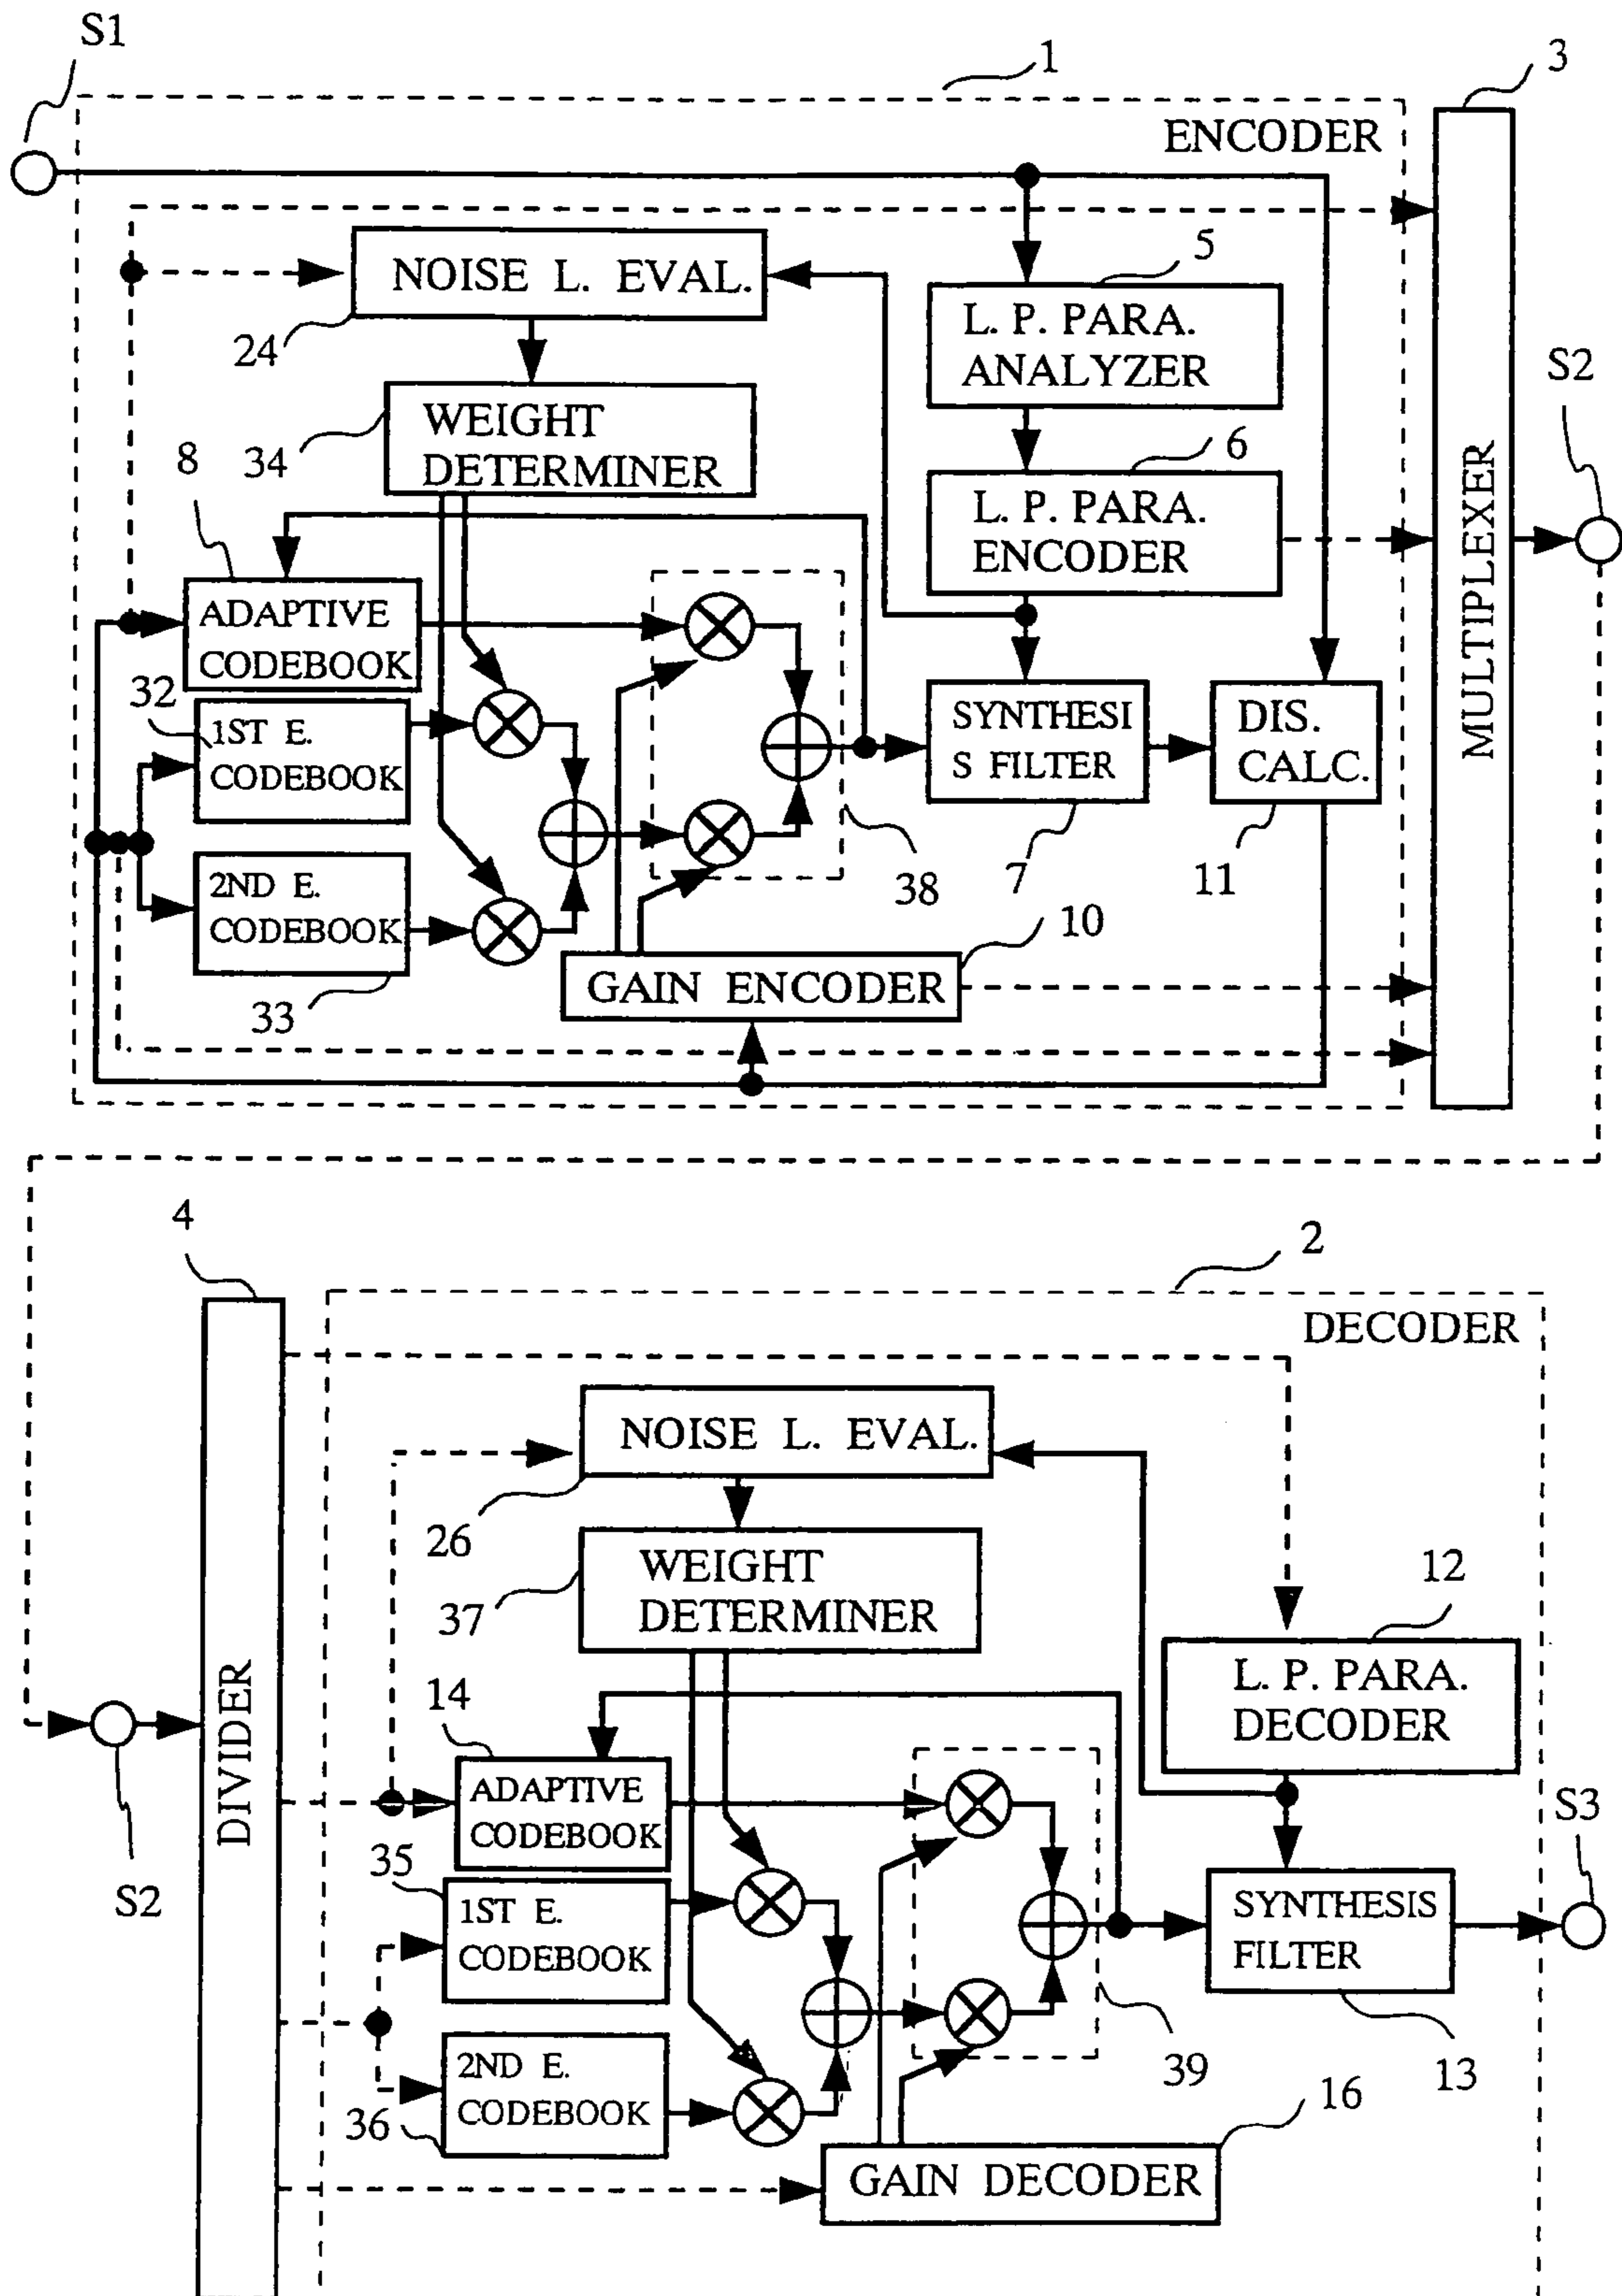 S1
1
3
ENCODER
5
NOISE L. EVAL.
24
L. P. PARA.
ANALYZER
S2
WEIGHT
DETERMINER
34
8
6
L. P. PARA.
ENCODER
MULTIPLEXER
ADAPTIVE
CODEBOOK
32
1ST E.
CODEBOOK
SYNTHESI
S FILTER
DIS.
CALC.
2ND E.
CODEBOOK
38
7
11
10
33
GAIN ENCODER
4
2
DECODER
NOISE L. EVAL.
26
WEIGHT
DETERMINER
37
12
L. P. PARA.
DECODER
14
DIVIDER
ADAPTIVE
CODEBOOK
S3
S2
35
1ST E.
CODEBOOK
SYNTHESIS
FILTER
2ND E.
CODEBOOK
36
39
13
16
GAIN DECODER